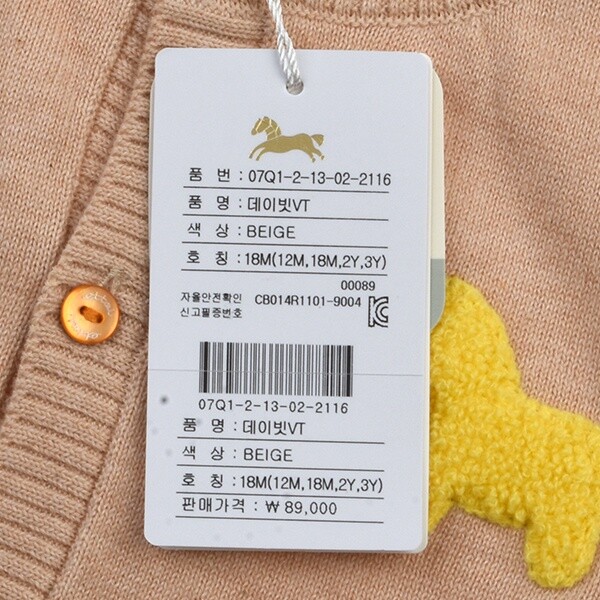 품 번 : 07Q1-2-13-02-2116
품 명 : 데이빗VT
색 상 : BEIGE
호 칭 : 18M(12M,18M,2Y,3Y)
00089
자율안전확인 CB014R1101-9004
신고필증번호
07Q1-2-13-02-2116
품 명 : 데이빗VT
색 상 : BEIGE
호 칭 : 18M(12M,18M,2Y,3Y)
판매가격 : ₩ 89,000